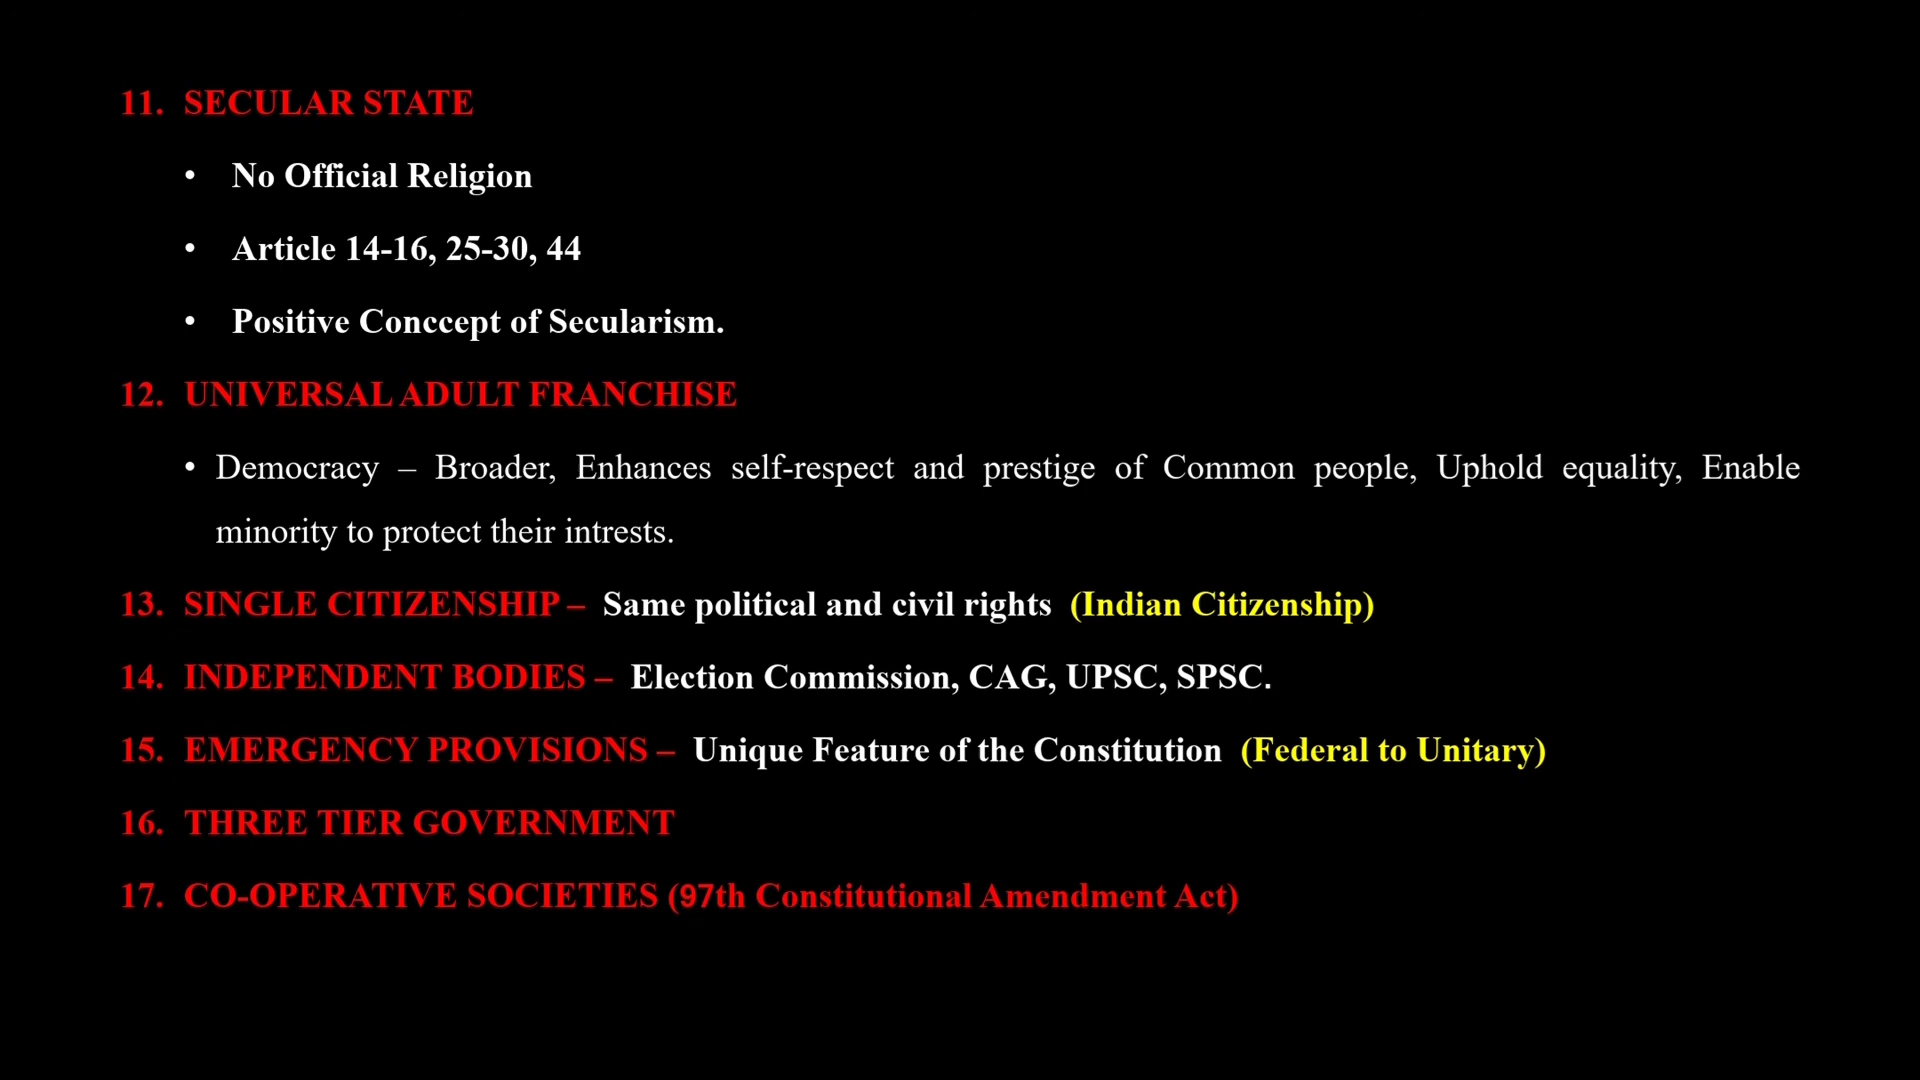 11. SECULAR STATE
• No Official Religion
• Article 14-16, 25-30, 44
• Positive Conccept of Secularism.
12. UNIVERSAL ADULT FRANCHISE
• Democracy – Broader, Enhances self-respect and prestige of Common people, Uphold equality, Enable
minority to protect their intrests.
13. SINGLE CITIZENSHIP – Same political and civil rights (Indian Citizenship)
14. INDEPENDENT BODIES – Election Commission, CAG, UPSC, SPSC.
15. EMERGENCY PROVISIONS – Unique Feature of the Constitution (Federal to Unitary)
16. THREE TIER GOVERNMENT
17. CO-OPERATIVE SOCIETIES (97th Constitutional Amendment Act)